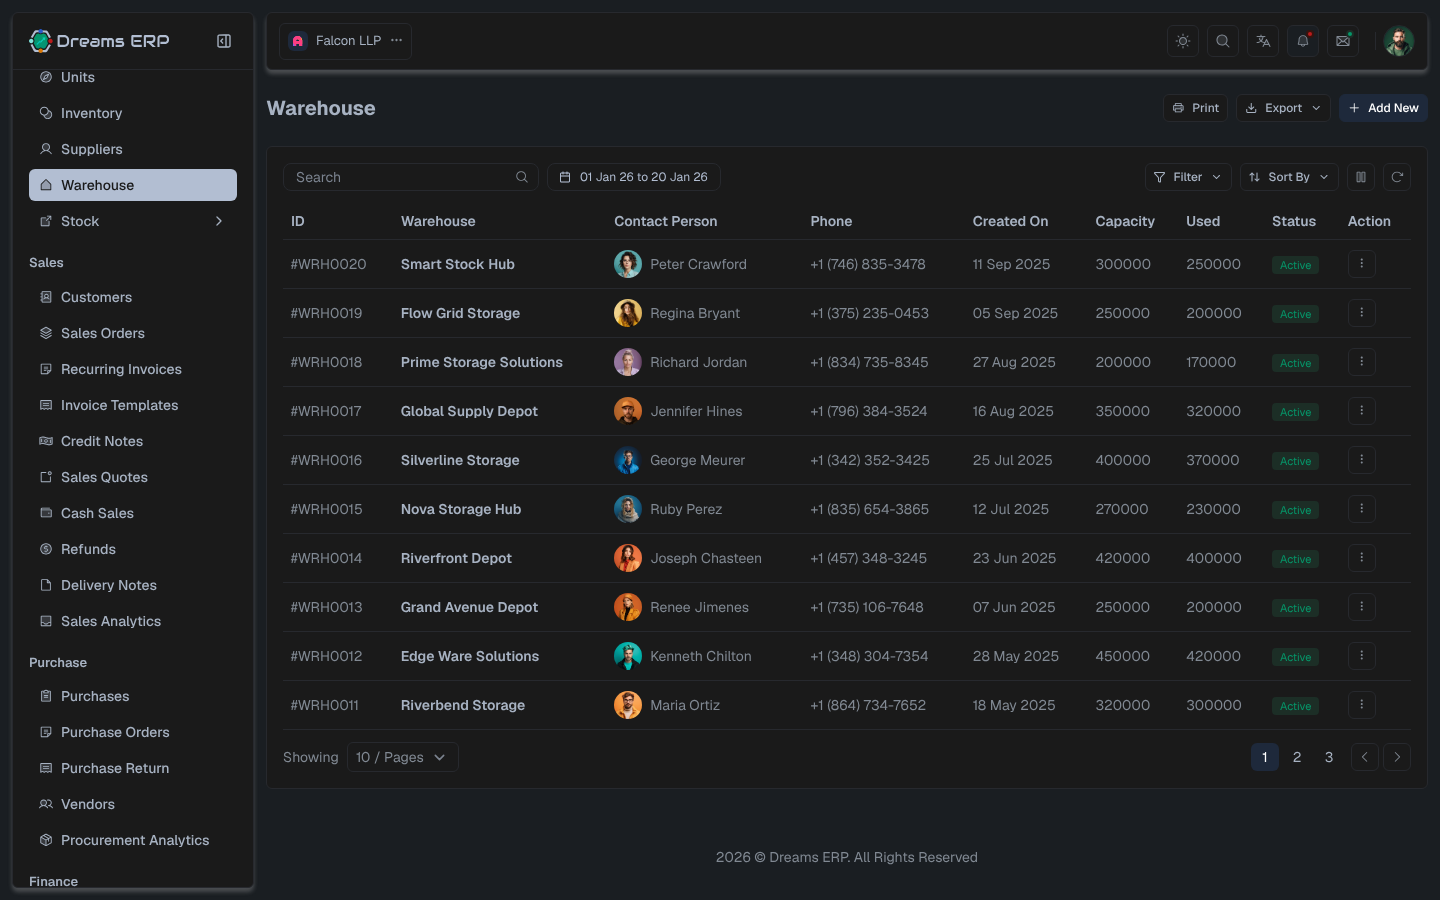 Dreams ERP
Units
Inventory
Suppliers
Warehouse
Stock
Sales
Customers
Sales Orders
Recurring Invoices
Invoice Templates
Credit Notes
Sales Quotes
Cash Sales
Refunds
Delivery Notes
Sales Analytics
Purchase
Purchases
Purchase Orders
Purchase Return
Vendors
Procurement Analytics
Finance
Falcon LLP
Warehouse
Print
Export
Add New
Search
01 Jan 26 to 20 Jan 26
Filter
Sort By
ID Warehouse Contact Person Phone Created On Capacity Used Status Action
#WRH0020 Smart Stock Hub Peter Crawford +1 (746) 835-3478 11 Sep 2025 300000 250000 Active
#WRH0019 Flow Grid Storage Regina Bryant +1 (375) 235-0453 05 Sep 2025 250000 200000 Active
#WRH0018 Prime Storage Solutions Richard Jordan +1 (834) 735-8345 27 Aug 2025 200000 170000 Active
#WRH0017 Global Supply Depot Jennifer Hines +1 (796) 384-3524 16 Aug 2025 350000 320000 Active
#WRH0016 Silverline Storage George Meurer +1 (342) 352-3425 25 Jul 2025 400000 370000 Active
#WRH0015 Nova Storage Hub Ruby Perez +1 (835) 654-3865 12 Jul 2025 270000 230000 Active
#WRH0014 Riverfront Depot Joseph Chasteen +1 (457) 348-3245 23 Jun 2025 420000 400000 Active
#WRH0013 Grand Avenue Depot Renee Jimenes +1 (735) 106-7648 07 Jun 2025 250000 200000 Active
#WRH0012 Edge Ware Solutions Kenneth Chilton +1 (348) 304-7354 28 May 2025 450000 420000 Active
#WRH0011 Riverbend Storage Maria Ortiz +1 (864) 734-7652 18 May 2025 320000 300000 Active
Showing 10 / Pages
1 2 3
2026 © Dreams ERP. All Rights Reserved